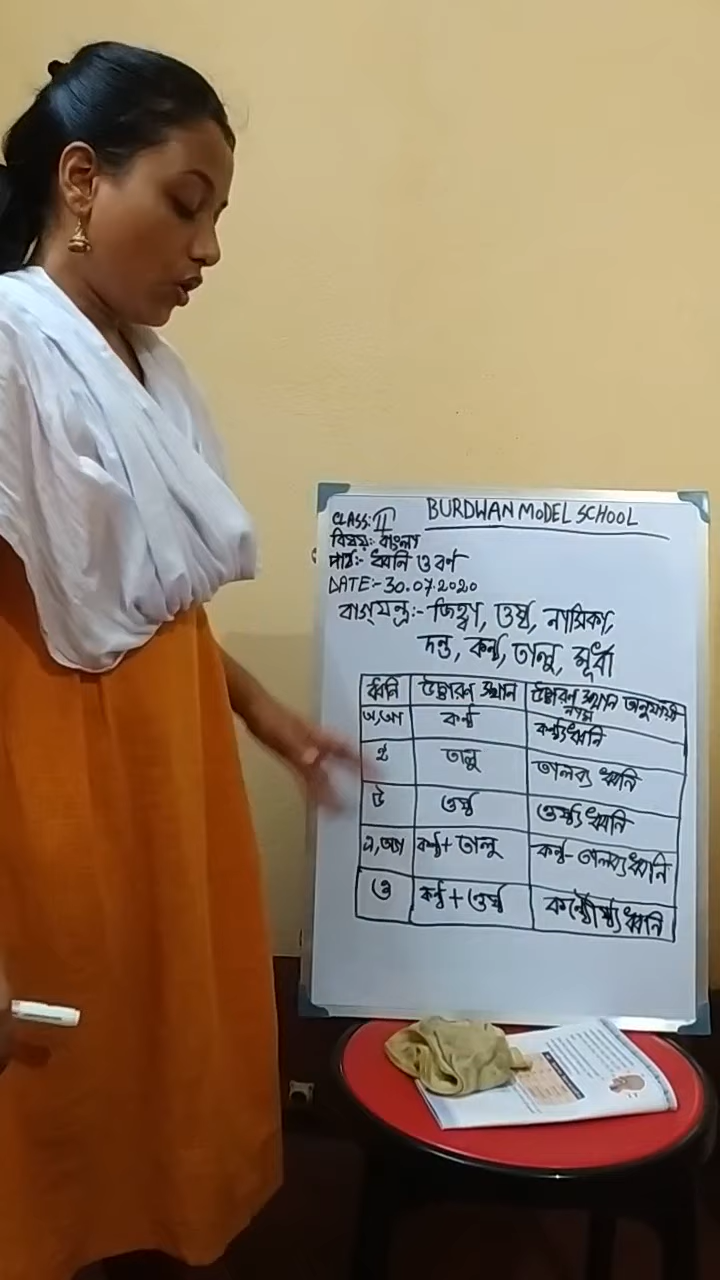 BURDWAN MODEL SCHOOL
CLASS: II
বিষয়:- বাংলা
পাঠ:- ধ্বনি ও বর্ণ
DATE:- 30.07.2020
বাগ্‌যন্ত্র:- জিহ্বা, ওষ্ঠ, নাসিকা,
দন্ত, কণ্ঠ, তালু, মূর্ধা
ধ্বনি উচ্চারণ স্থান উচ্চারণ স্থান অনুযায়ী নাম
অ,আ কণ্ঠ কণ্ঠ্যধ্বনি
ই তালু তালব্য ধ্বনি
উ ওষ্ঠ ওষ্ঠ্যধ্বনি
এ,অ্যা কণ্ঠ+ তালু কণ্ঠ-তালব্যধ্বনি
ও কণ্ঠ + ওষ্ঠ কণ্ঠৌষ্ঠ্যধ্বনি